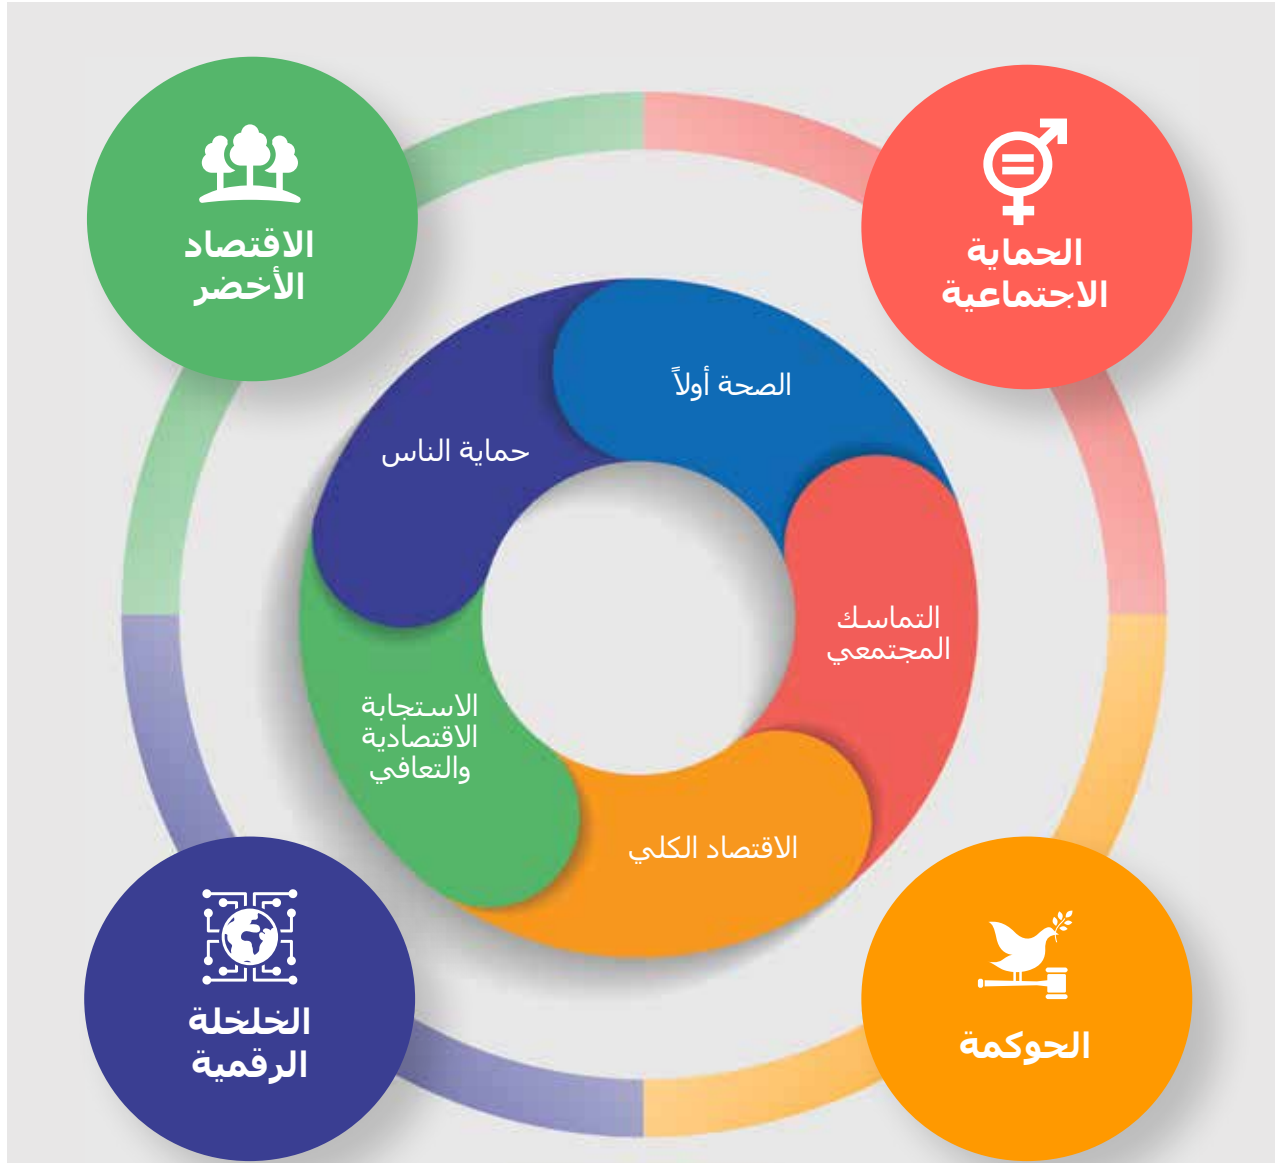 الحماية
الاجتماعية
الاقتصاد
الأخضر
الصحة أولاً
حماية الناس
التماسك
المجتمعي
الاستجابة
الاقتصادية
والتعافي
الاقتصاد الكلي
الحوكمة
الخلخلة
الرقمية